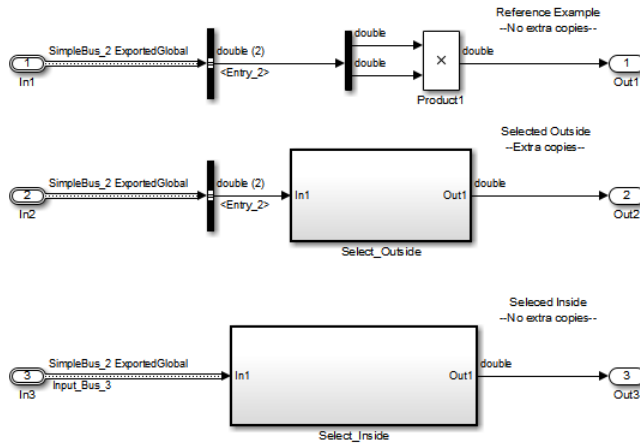 Reference Example
--No extra copies--
SimpleBus_2 ExportedGlobal
double (2)
double
double
double
1
<Entry_2>
×
1
In1
Product1
Out1
Selected Outside
--Extra copies--
SimpleBus_2 ExportedGlobal
double (2)
double
2
<Entry_2>
In1
Out1
2
In2
Out2
Select_Outside
Seleced Inside
--No extra copies--
SimpleBus_2 ExportedGlobal
double
3
Input_Bus_3
In1
Out1
3
In3
Out3
Select_Inside